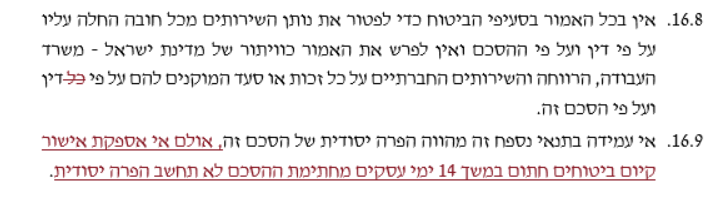 16.8. אין בכל האמור בסעיפי הביטוח כדי לפטור את נותן השירותים מכל חובה החלה עליו
על פי דין ועל פי ההסכם ואין לפרש את האמור כוויתור של מדינת ישראל - משרד
העבודה, הרווחה והשירותים החברתיים על כל זכות או סעד המוקנים להם על פי כל דין
ועל פי הסכם זה.
16.9. אי עמידה בתנאי נספח זה מהווה הפרה יסודית של הסכם זה, אולם אי אספקת אישור
קיום ביטוחים חתום במשך 14 ימי עסקים מחתימת ההסכם לא תחשב הפרה יסודית.